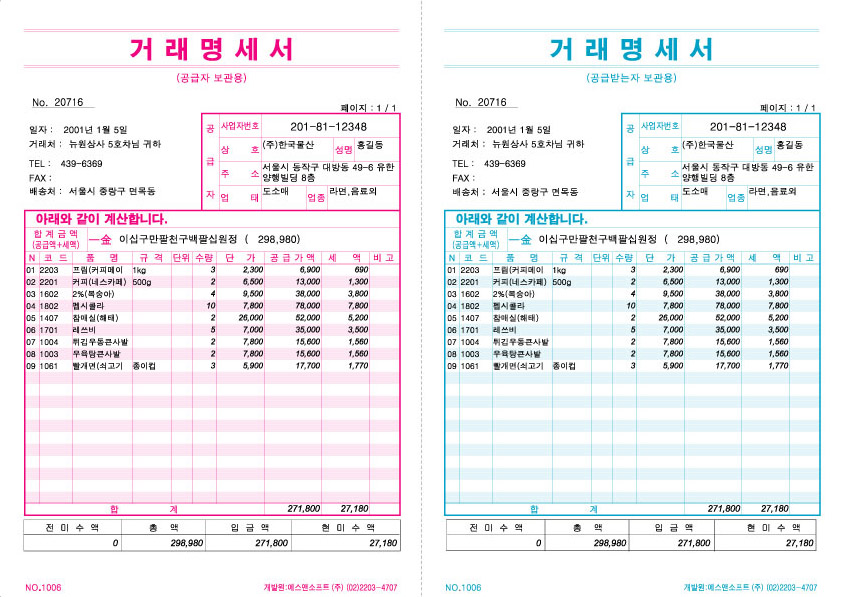 거래명세서
(공급자 보관용)
No. 20716
페이지 : 1 / 1
일자 : 2001년 1월 5일
거래처 : 뉴원상사 5호차님 귀하
TEL : 439-6369
FAX :
배송처 : 서울시 중랑구 면목동
공급자
사업자번호 201-81-12348
상 호 (주)한국물산 성명 홍길동
주 소 서울시 동작구 대방동 49-6 유한
양행빌딩 8층
업 태 도소매 업종 라면,음료외
아래와 같이 계산합니다.
합 계 금 액
(공급액+세액)
一金 이십구만팔천구백팔십원정 ( 298,980)
N 코 드 품 명 규 격 단위 수량 단 가 공 급 가 액 세 액 비 고
01 2203 프림(커피메이 1kg 3 2,300 6,900 690
02 2201 커피(네스카페) 500g 2 6,500 13,000 1,300
03 1602 2%(복숭아) 4 9,500 38,000 3,800
04 1802 펩시콜라 10 7,800 78,000 7,800
05 1407 참매실(해태) 2 26,000 52,000 5,200
06 1701 레쓰비 5 7,000 35,000 3,500
07 1004 튀김우동큰사발 2 7,800 15,600 1,560
08 1003 우육탕큰사발 2 7,800 15,600 1,560
09 1061 빨개면(쇠고기 종이컵 3 5,900 17,700 1,770
합 계 271,800 27,180
전 미 수 액 총 액 입 금 액 현 미 수 액
0 298,980 271,800 27,180
NO.1006 개발원:에스앤소프트 (주) (02)2203-4707
거래명세서
(공급받는자 보관용)
No. 20716
페이지 : 1 / 1
일자 : 2001년 1월 5일
거래처 : 뉴원상사 5호차님 귀하
TEL : 439-6369
FAX :
배송처 : 서울시 중랑구 면목동
공급자
사업자번호 201-81-12348
상 호 (주)한국물산 성명 홍길동
주 소 서울시 동작구 대방동 49-6 유한
양행빌딩 8층
업 태 도소매 업종 라면,음료외
아래와 같이 계산합니다.
합 계 금 액
(공급액+세액)
一金 이십구만팔천구백팔십원정 ( 298,980)
N 코 드 품 명 규 격 단위 수량 단 가 공 급 가 액 세 액 비 고
01 2203 프림(커피메이 1kg 3 2,300 6,900 690
02 2201 커피(네스카페) 500g 2 6,500 13,000 1,300
03 1602 2%(복숭아) 4 9,500 38,000 3,800
04 1802 펩시콜라 10 7,800 78,000 7,800
05 1407 참매실(해태) 2 26,000 52,000 5,200
06 1701 레쓰비 5 7,000 35,000 3,500
07 1004 튀김우동큰사발 2 7,800 15,600 1,560
08 1003 우육탕큰사발 2 7,800 15,600 1,560
09 1061 빨개면(쇠고기 종이컵 3 5,900 17,700 1,770
합 계 271,800 27,180
전 미 수 액 총 액 입 금 액 현 미 수 액
0 298,980 271,800 27,180
NO.1006 개발원:에스앤소프트 (주) (02)2203-4707